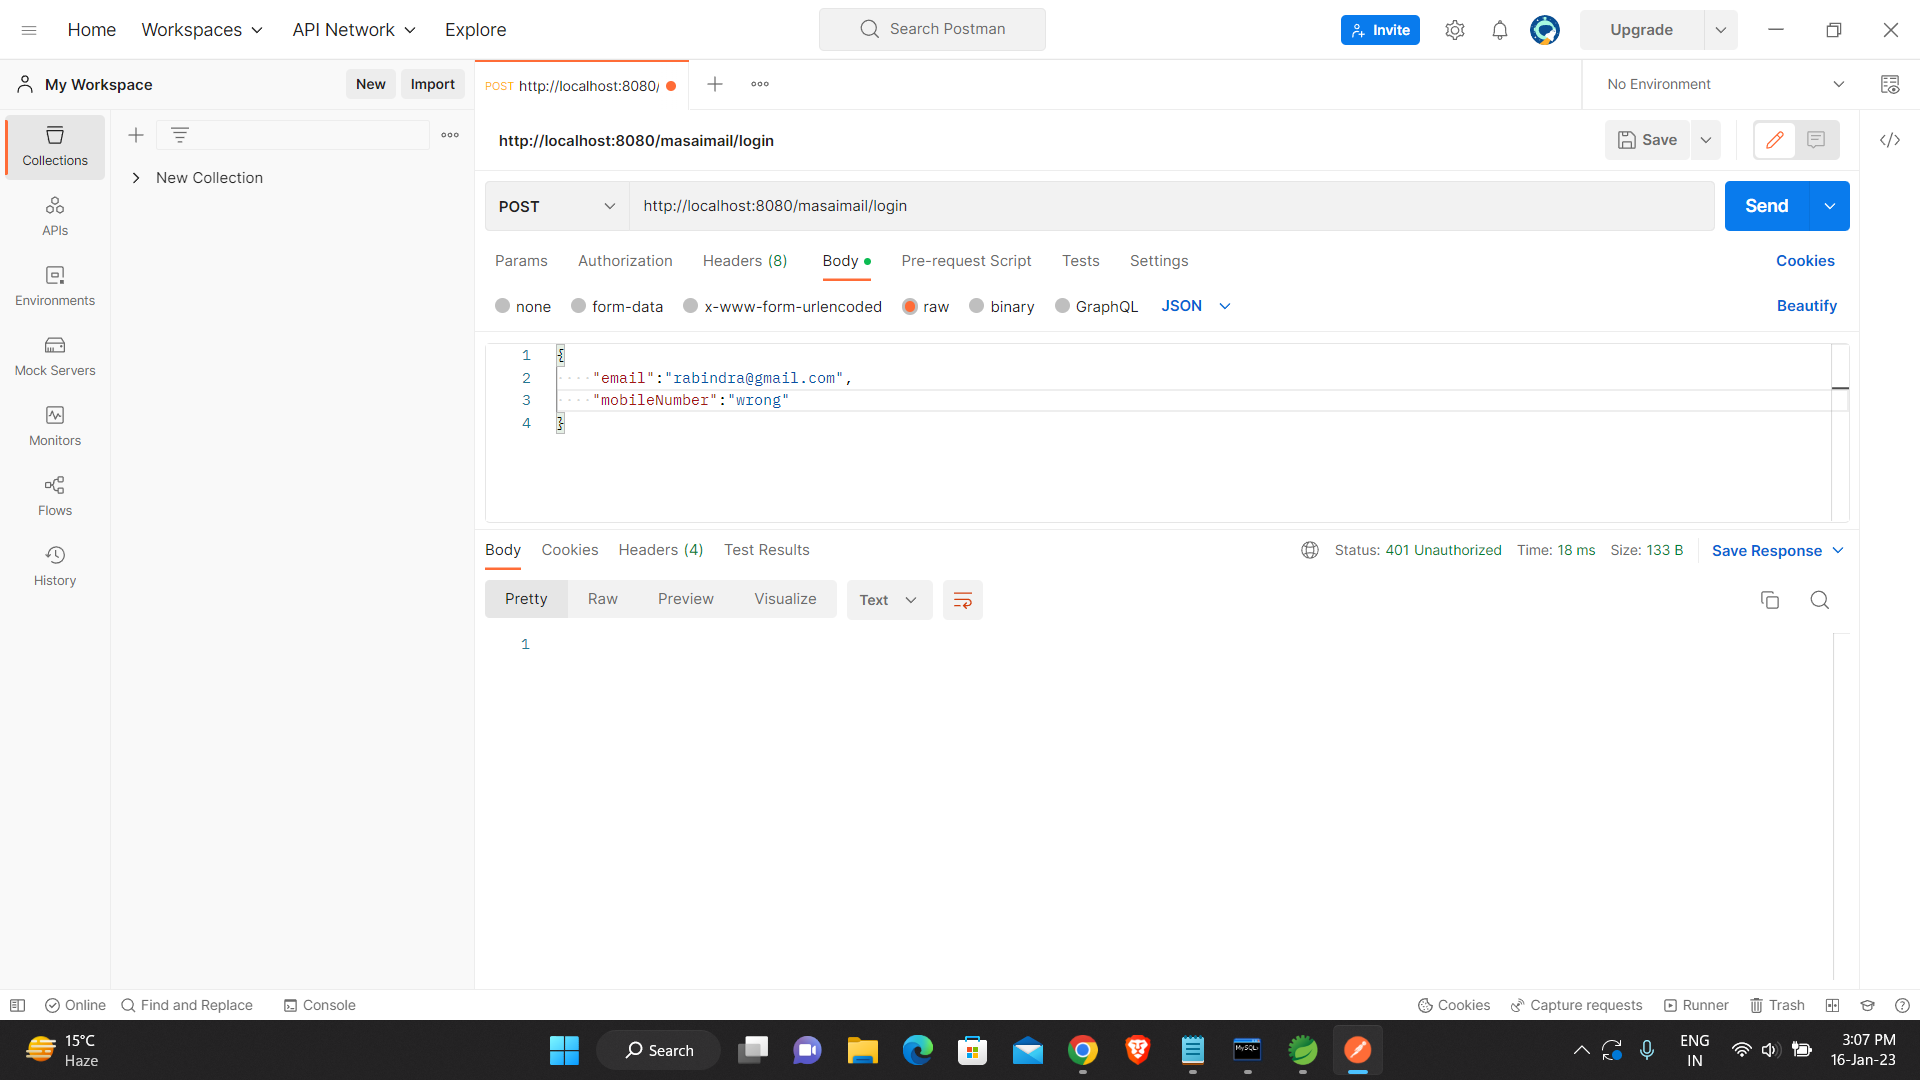 Home Workspaces API Network Explore Search Postman Invite Upgrade
My Workspace New Import POST http://localhost:8080/ No Environment
Collections
New Collection
APIs
Environments
Mock Servers
Monitors
Flows
History
http://localhost:8080/masaimail/login Save
POST http://localhost:8080/masaimail/login Send
Params Authorization Headers (8) Body Pre-request Script Tests Settings Cookies
none form-data x-www-form-urlencoded raw binary GraphQL JSON Beautify
1 {
2 "email":"rabindra@gmail.com",
3 "mobileNumber":"wrong"
4 }
Body Cookies Headers (4) Test Results Status: 401 Unauthorized Time: 18 ms Size: 133 B Save Response
Pretty Raw Preview Visualize Text
1
Online Find and Replace Console Cookies Capture requests Runner Trash
15°C
Haze
Search
MySQL
ENG
IN
3:07 PM
16-Jan-23